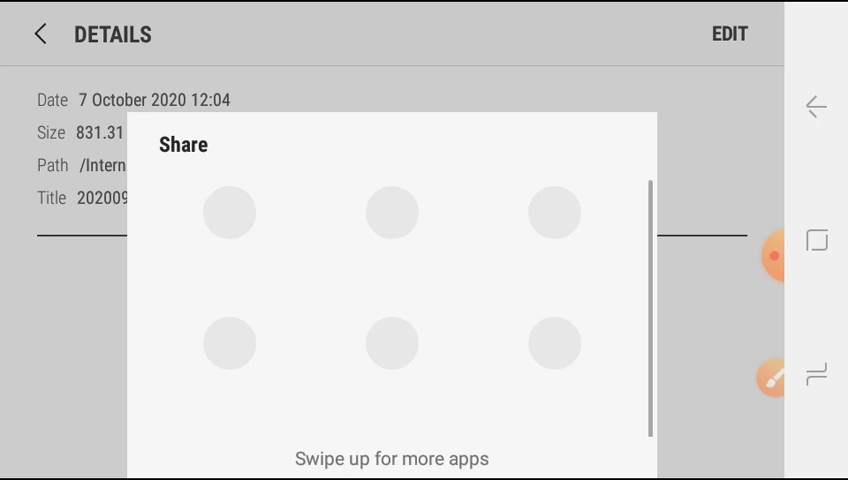 DETAILS
EDIT
Date 7 October 2020 12:04
Size 831.31
Path /Intern
Title 202009
Share
Swipe up for more apps